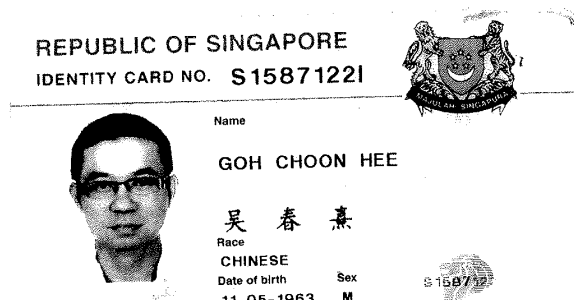 REPUBLIC OF SINGAPORE
IDENTITY CARD NO. S1587122I
MAJULAH SINGAPURA
Name
GOH CHOON HEE
吴 春 熹
Race
CHINESE
Date of birth Sex
11-05-1963 M
S158712